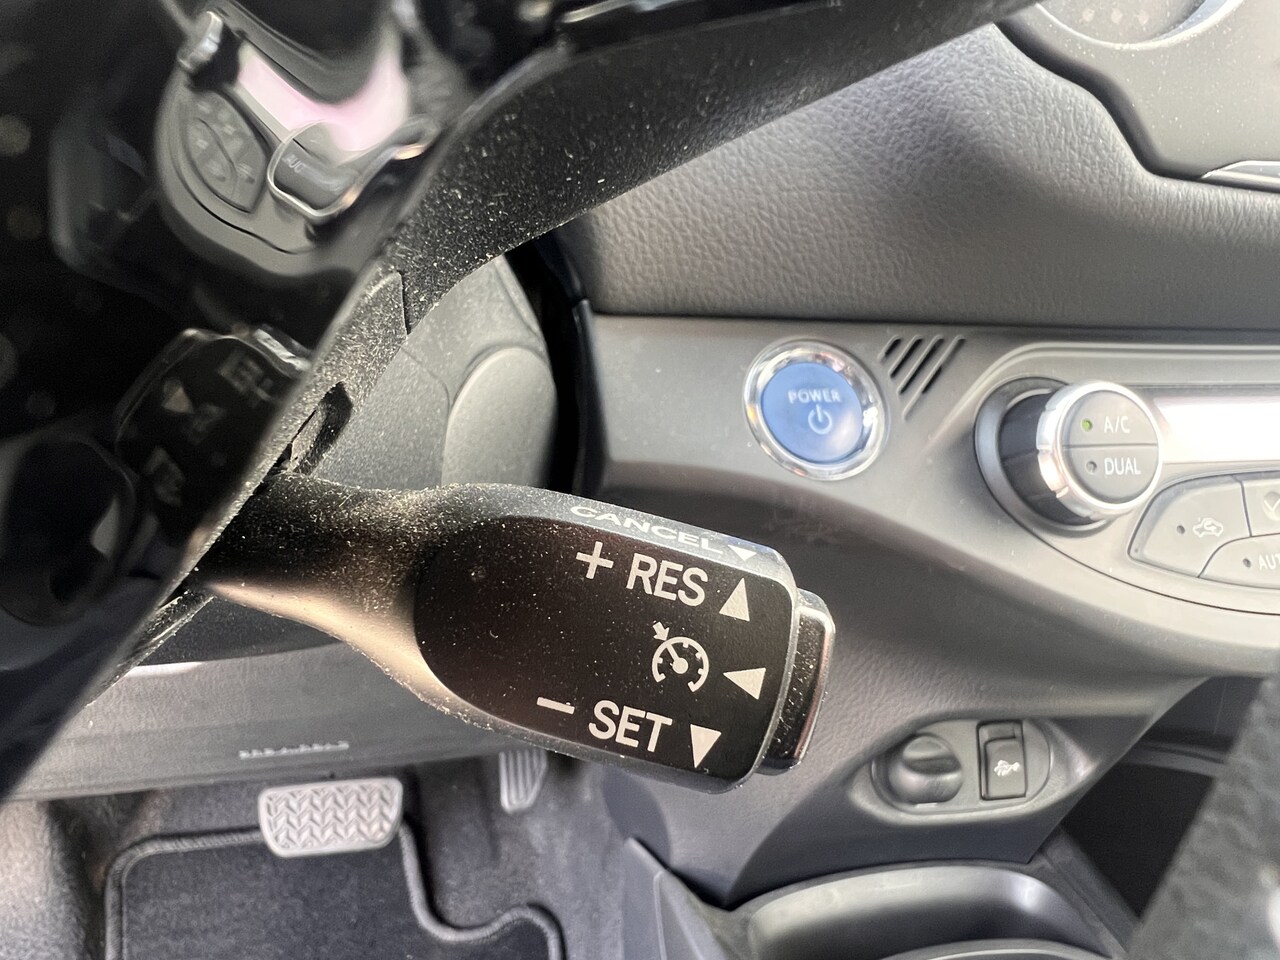 POWER
A/C
DUAL
CANCEL
+ RES
− SET